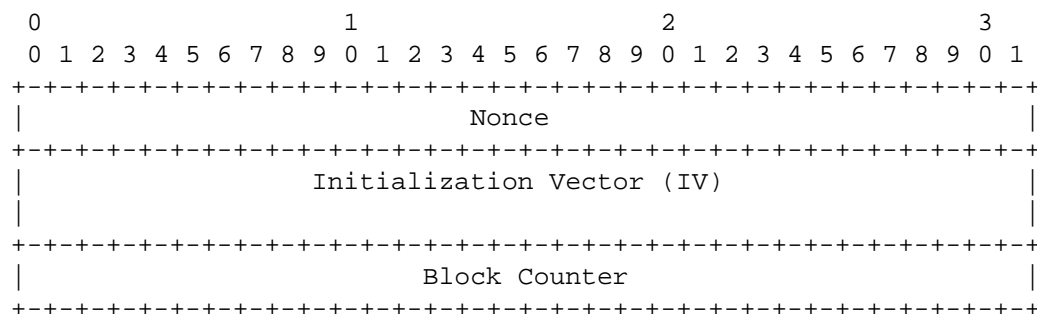 0                   1                   2                   3
 0 1 2 3 4 5 6 7 8 9 0 1 2 3 4 5 6 7 8 9 0 1 2 3 4 5 6 7 8 9 0 1
+-+-+-+-+-+-+-+-+-+-+-+-+-+-+-+-+-+-+-+-+-+-+-+-+-+-+-+-+-+-+-+-+
|                            Nonce                              |
+-+-+-+-+-+-+-+-+-+-+-+-+-+-+-+-+-+-+-+-+-+-+-+-+-+-+-+-+-+-+-+-+
|                  Initialization Vector (IV)                   |
|                                                               |
+-+-+-+-+-+-+-+-+-+-+-+-+-+-+-+-+-+-+-+-+-+-+-+-+-+-+-+-+-+-+-+-+
|                         Block Counter                         |
+-+-+-+-+-+-+-+-+-+-+-+-+-+-+-+-+-+-+-+-+-+-+-+-+-+-+-+-+-+-+-+-+